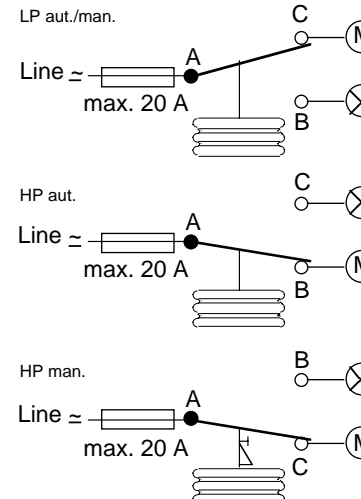 LP aut./man.
C
M
A
Line ≃
max. 20 A
B
HP aut.
C
A
Line ≃
max. 20 A
M
B
HP man.
B
A
Line ≃
max. 20 A
M
C